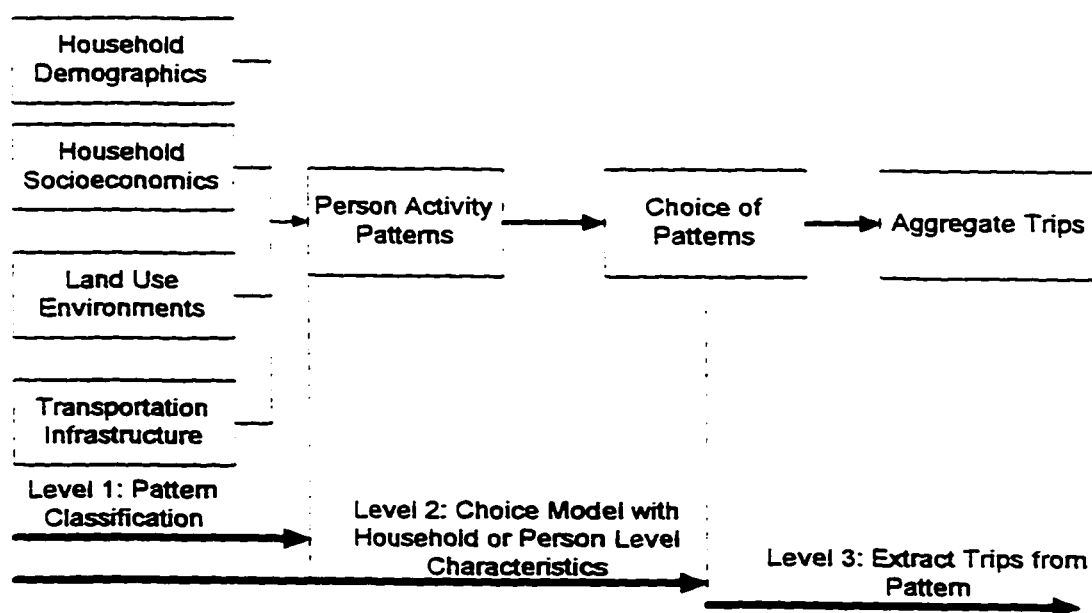 Household
Demographics
Household
Socioeconomics
Person Activity
Patterns
Choice of
Patterns
Aggregate Trips
Land Use
Environments
Transportation
Infrastructure
Level 1: Pattern
Classification
Level 2: Choice Model with
Household or Person Level
Characteristics
Level 3: Extract Trips from
Pattern